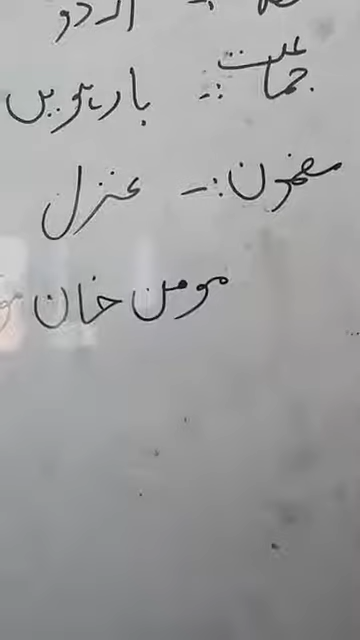 اردو
جماعت :- بارہویں
مضمون :- غزل
مومن خان